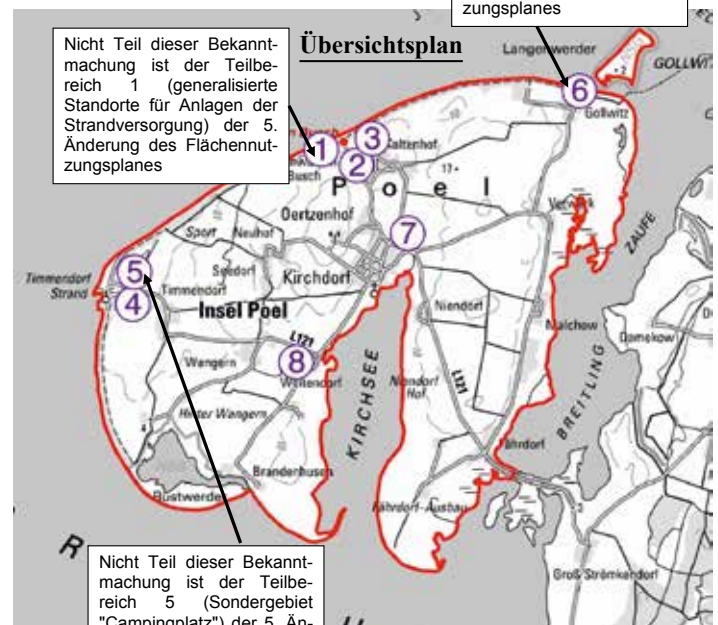 zungsplanes
Übersichtsplan
Nicht Teil dieser Bekannt-
machung ist der Teilbe-
reich 1 (generalisierte
Standorte für Anlagen der
Strandversorgung) der 5.
Änderung des Flächennut-
zungsplanes
Langenwerder
GOLLWITZ
6
Gollwitz
3
Kaltenhof
1
2
Busch
P o e l
17
Oertzenhof
Vorwerk
ZAUFE
7
Sport
Neuhof
5
Seedorf
Kirchdorf
Timmendorf
Strand
Timmendorf
4
Insel Poel
Niendorf
Malchow
Damekow
L121
Wangern
8
Weitendorf
KIRCHSEE
Niendorf
Hof
L121
BREITLING
Hinter Wangern
4
Brandenhusen
Fährdorf
Rustwerder
Fährdorf-Ausbau
Groß Strömkendorf
R
Nicht Teil dieser Bekannt-
machung ist der Teilbe-
reich 5 (Sondergebiet
"Campingplatz") der 5. Än-